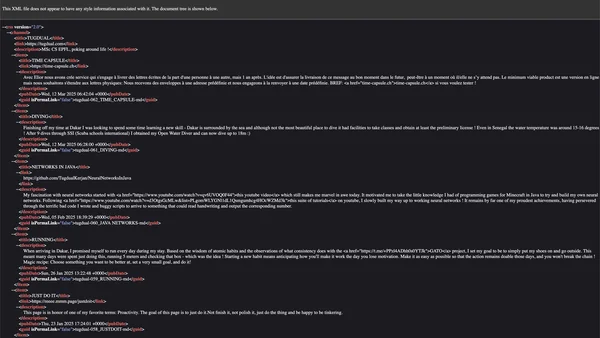 This XML file does not appear to have any style information associated with it. The document tree is shown below.
<rss version="2.0">
<channel>
<title>TUGDUAL</title>
<link>https://tugdual.com</link>
<description>MSc CS EPFL, poking around life !</description>
<item>
<title>TIME CAPSULE</title>
<link>https://time-capsule.ch</link>
<description>
Avec Eliot nous avons crée service qui s'engage à livrer des lettres écrites de la part d'une personne à une autre, mais 1 an après. L'idée est d'assurer la livraison de ce message au bon moment dans le futur, peut-être à un moment où il/elle ne s'y attend pas. Le minimum viable product est une version en ligne
mais nous souhaitons s'étendre aux lettres physiques: Nous recevrons des enveloppes à une adresse prédéfinie et nous engageons à la renvoyer à une date prédéfinie. BREF: <a href="time-capsule.ch">time-capsule.ch</a> si vous voulez tester !
</description>
<pubDate>Wed, 12 Mar 2025 06:42:04 +0000</pubDate>
<guid isPermaLink="false">tugdual-062_TIME_CAPSULE-md</guid>
</item>
<item>
<title>DIVING</title>
<description>
Finishing off my time at Dakar I was looking to spend some time learning a new skill - Dakar is surrounded by the sea and although not the most beautiful place to dive it had facilities to take classes and obtain at least the preliminary license ! Even in Senegal the water temperature was around 15-16 degrees
! After 9 dives through SSI (Scuba schools international) I obtained my Open Water Diver and can now dive up to 18m :)
</description>
<pubDate>Wed, 12 Mar 2025 06:28:00 +0000</pubDate>
<guid isPermaLink="false">tugdual-061_DIVING-md</guid>
</item>
<item>
<title>NETWORKS IN JAVA</title>
<link>
https://github.com/TugdualKerjan/NeuralNetworksInJava
</link>
<description>
My fascination with neural networks started with <a href="https://www.youtube.com/watch?v=">this youtube video</a> which still makes me marvel in awe today. It motivated me to take the little knowledge I had of programming games for Minecraft in Java to try and build my own neural
networks. Following <a href="https://www.youtube.com/watch?v=">this suite of tutorials</a> on youtube, I slowly built my way up to working neural networks ! It remains by far one of my proudest achievements, having persevered
through the terrible bad code I wrote and buggy scripts to arrive to something that could read handwriting and output the corresponding number.
</description>
<pubDate>Wed, 05 Feb 2025 18:39:29 +0000</pubDate>
<guid isPermaLink="false">tugdual-060_JAVA NETWORKS-md</guid>
</item>
<item>
<title>RUNNING</title>
<description>
When arriving in Dakar, I promised myself to run every day during my stay. Based on the wisdom of atomic habits and the observations of what consistency does with the <a href="https://t.me/">GATO</a> project, I set my goal to be to simply put my shoes on and go outside. This
meant many days were spent just doing this, running 5 meters and checking that box - which was the idea ! Starting a new habit means anticipating how you'll make it work the day you lose motivation. Make it as easy as possible so that the action remains doable those days, and you won't break the chain !
Magic recipe: Choose something you want to be better at, set a very small goal, and do it!
</description>
<pubDate>Sun, 26 Jan 2025 13:22:48 +0000</pubDate>
<guid isPermaLink="false">tugdual-059_RUNNING-md</guid>
</item>
<item>
<title>JUST DO IT</title>
<link>https://more.mmm.page/justdoit</link>
<description>
This page is in honor of one of my favorite terms: Proactivity. The goal of this page is to just do it.Not finish it, not polish it, just do the thing and be happy to be tinkering.
</description>
<pubDate>Thu, 23 Jan 2025 17:24:01 +0000</pubDate>
<guid isPermaLink="false">tugdual-058_JUSTDOIT-md</guid>
</item>